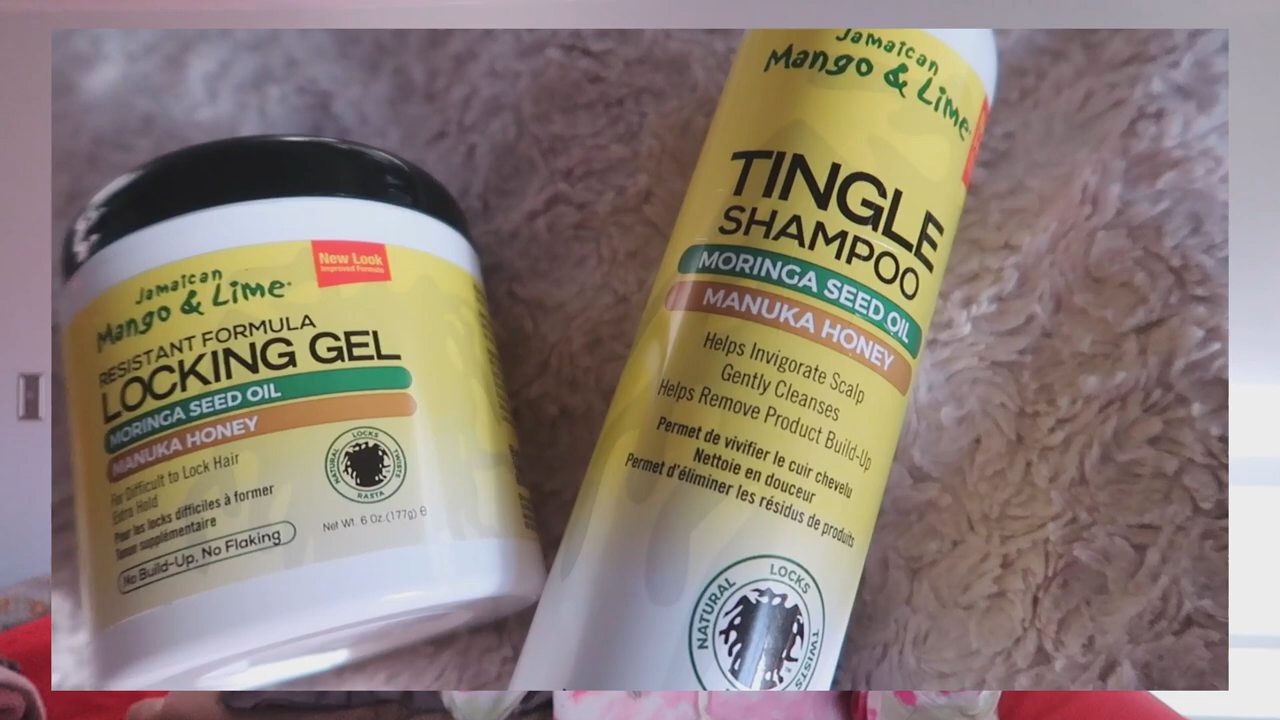 Jamaican
Mango & Lime
New Look
Improved Formula
RESISTANT FORMULA
LOCKING GEL
MORINGA SEED OIL
MANUKA HONEY
For Difficult to Lock Hair
Extra Hold
Pour les locks difficiles à former
Tenue supplémentaire
No Build-Up, No Flaking
NATURAL LOCKS TWISTS RASTA
Net Wt. 6 Oz. (177g) e
Jamaican
Mango & Lime
TINGLE
SHAMPOO
MORINGA SEED OIL
MANUKA HONEY
Helps Invigorate Scalp
Gently Cleanses
Helps Remove Product Build-Up
Permet de vivifier le cuir chevelu
Nettoie en douceur
Permet d'éliminer les résidus de produits
NATURAL LOCKS TWISTS